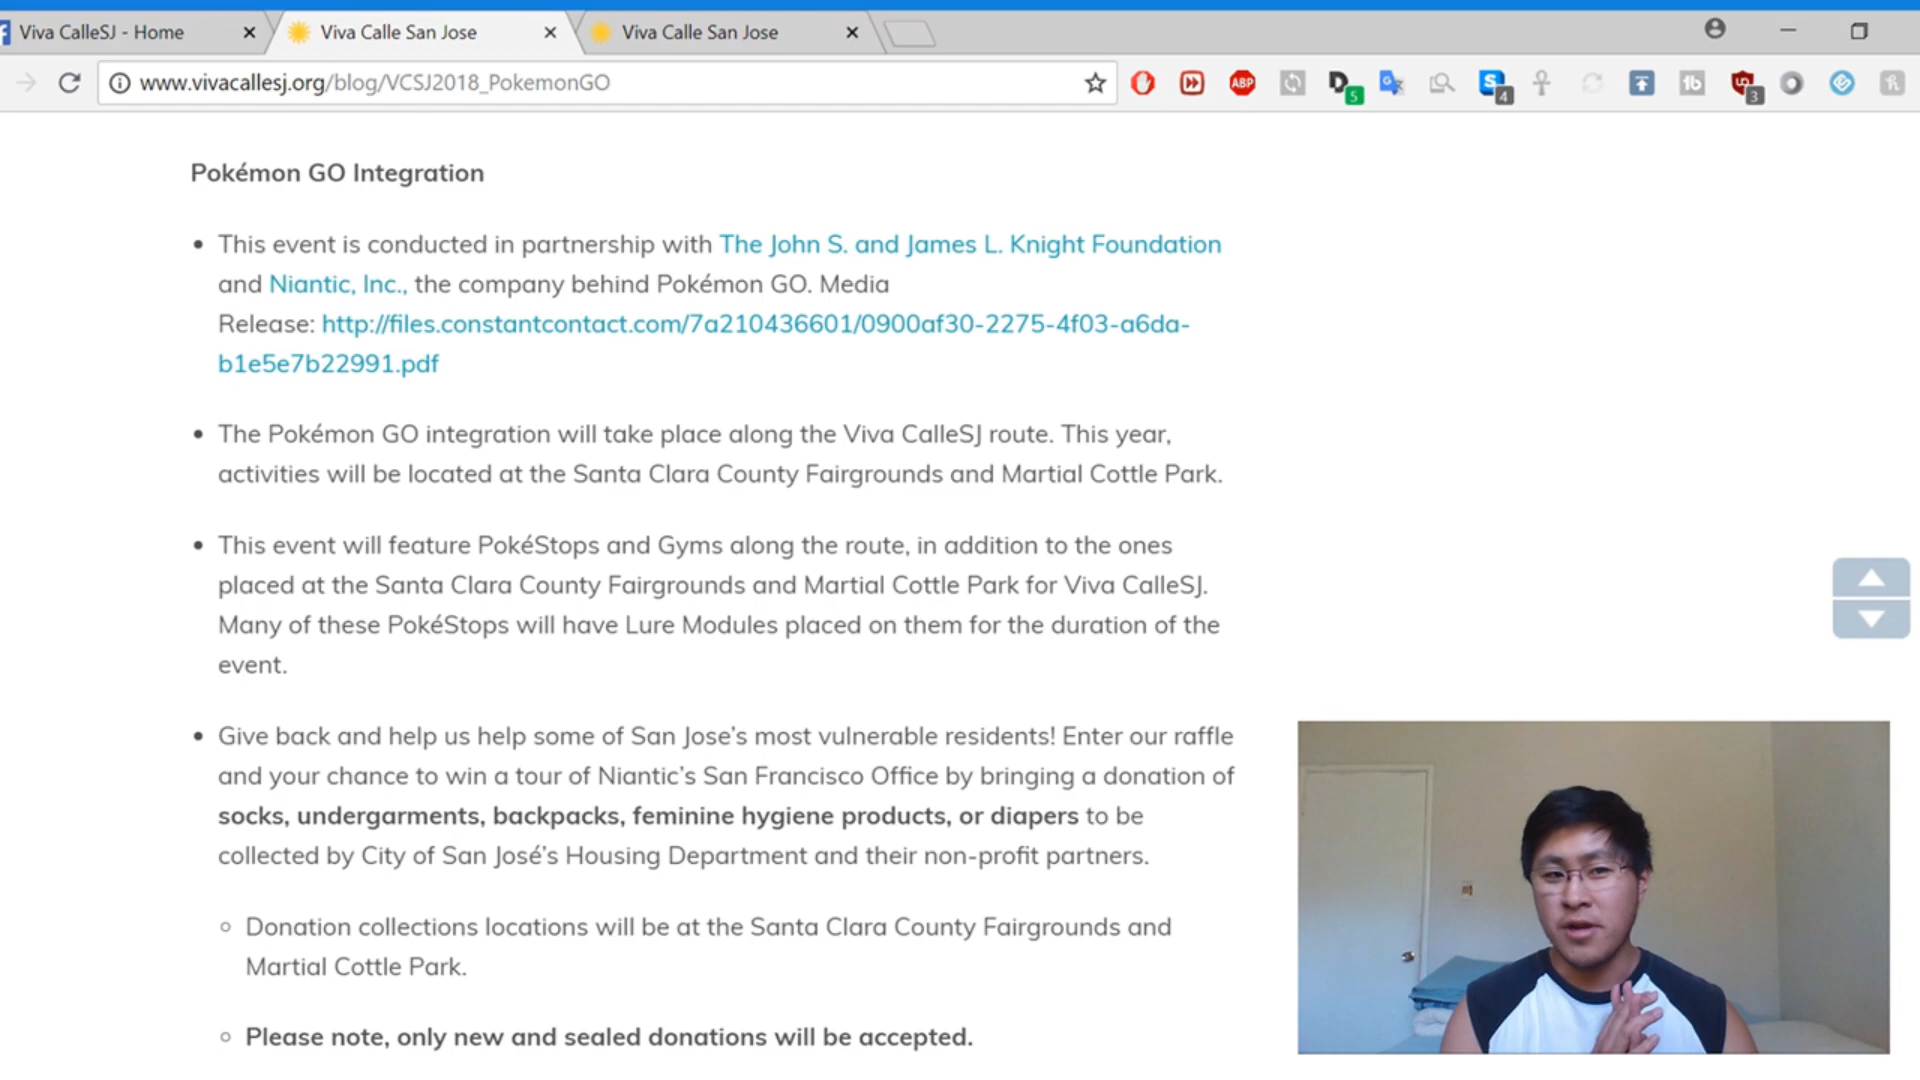 Viva CalleSJ - Home
Viva Calle San Jose
Viva Calle San Jose
www.vivacallesj.org/blog/VCSJ2018_PokemonGO
ABP
D
5
S
4
tb
3
Pokémon GO Integration
This event is conducted in partnership with The John S. and James L. Knight Foundation
and Niantic, Inc., the company behind Pokémon GO. Media
Release: http://files.constantcontact.com/7a210436601/0900af30-2275-4f03-a6da-
b1e5e7b22991.pdf
The Pokémon GO integration will take place along the Viva CalleSJ route. This year,
activities will be located at the Santa Clara County Fairgrounds and Martial Cottle Park.
This event will feature PokéStops and Gyms along the route, in addition to the ones
placed at the Santa Clara County Fairgrounds and Martial Cottle Park for Viva CalleSJ.
Many of these PokéStops will have Lure Modules placed on them for the duration of the
event.
Give back and help us help some of San Jose’s most vulnerable residents! Enter our raffle
and your chance to win a tour of Niantic’s San Francisco Office by bringing a donation of
socks, undergarments, backpacks, feminine hygiene products, or diapers to be
collected by City of San José’s Housing Department and their non-profit partners.
Donation collections locations will be at the Santa Clara County Fairgrounds and
Martial Cottle Park.
Please note, only new and sealed donations will be accepted.